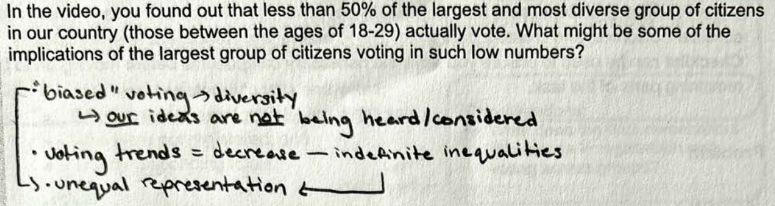 In the video, you found out that less than 50% of the largest and most diverse group of citizens
in our country (those between the ages of 18-29) actually vote. What might be some of the
implications of the largest group of citizens voting in such low numbers?
• "biased" voting → diversity
↳ our ideas are not being heard/considered
• voting trends = decrease — indefinite inequalities
↳ • unequal representation ←